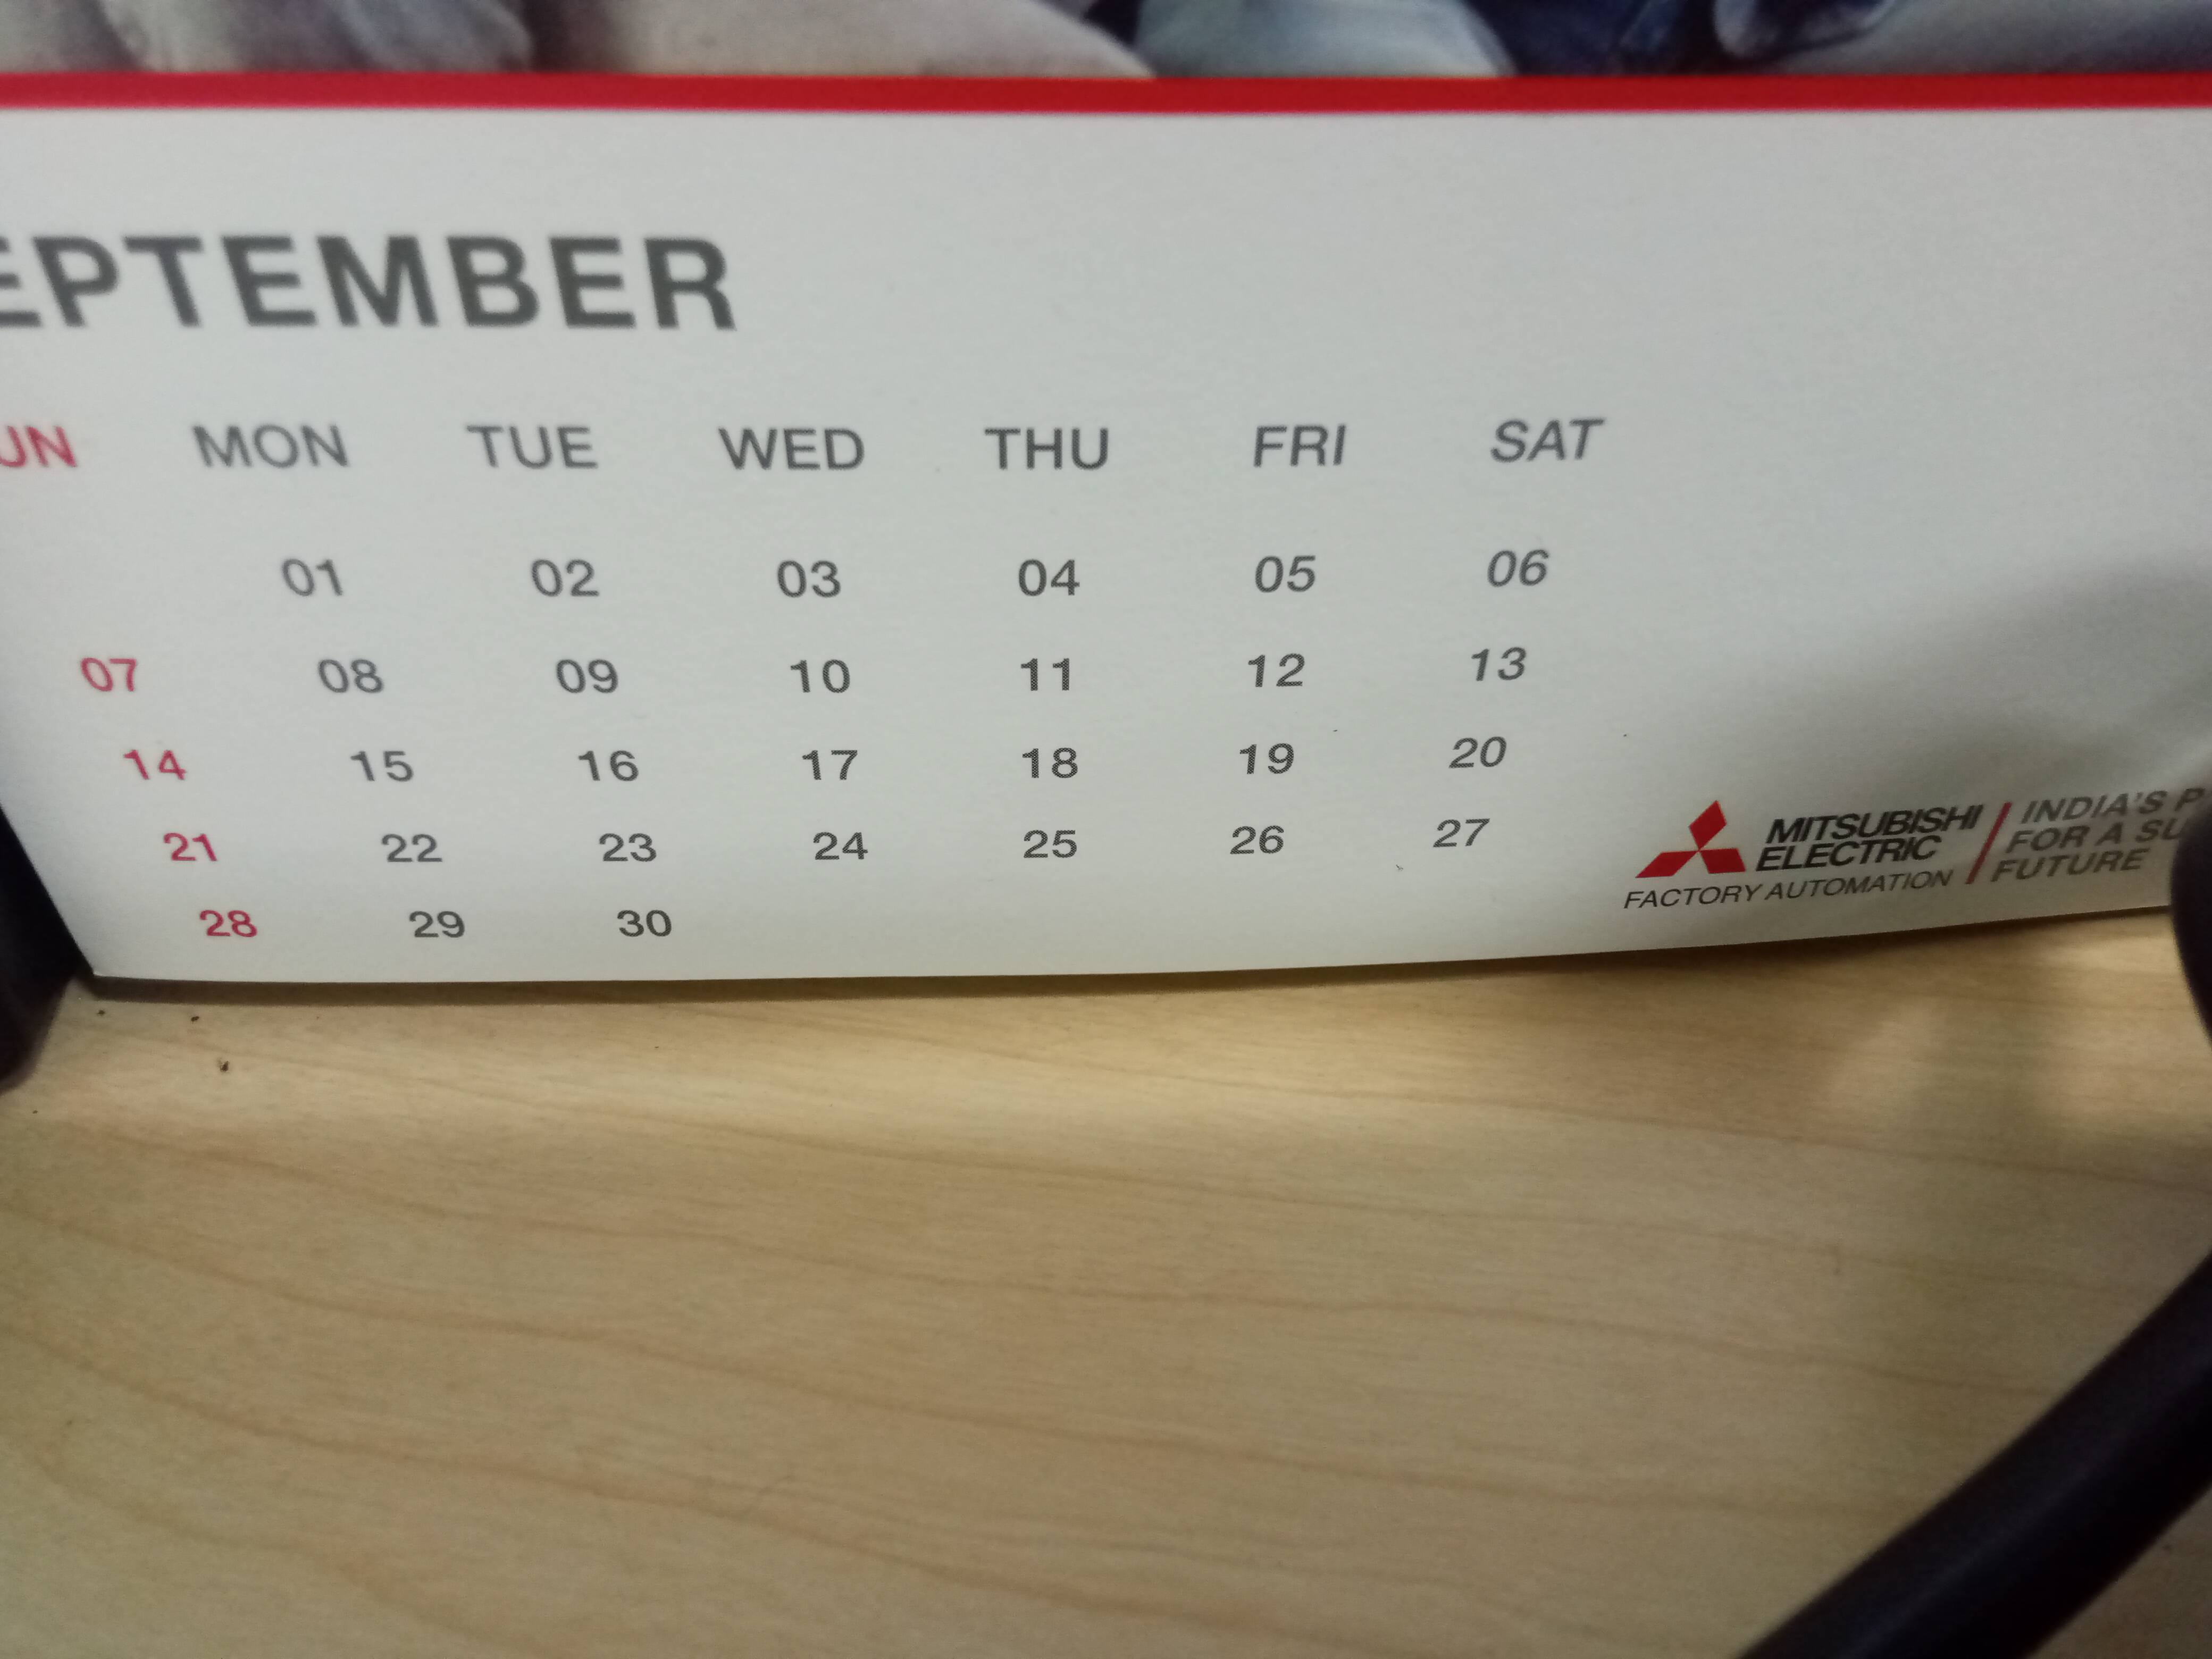 EPTEMBER
UN MON TUE WED THU FRI SAT
01 02 03 04 05 06
07 08 09 10 11 12 13
14 15 16 17 18 19 20
21 22 23 24 25 26 27
28 29 30
MITSUBISHI
ELECTRIC
FACTORY AUTOMATION
INDIA'S P
FOR A SU
FUTURE